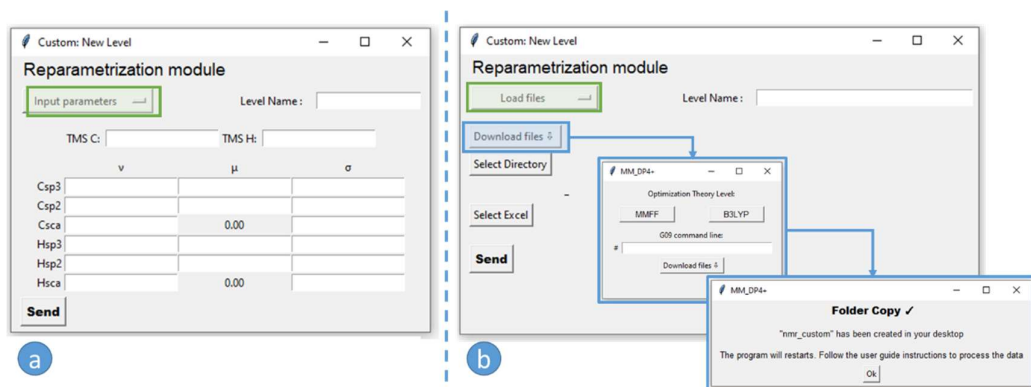 Custom: New Level
Reparametrization module
Input parameters
Level Name :
TMS C:
TMS H:
ν μ σ
Csp3
Csp2
Csca 0.00
Hsp3
Hsp2
Hsca 0.00
Send
a
Custom: New Level
Reparametrization module
Load files
Level Name :
Download files ⇩
Select Directory
-
Select Excel
Send
MM_DP4+
Optimization Theory Level:
MMFF B3LYP
G09 command line:
#
Download files ⇩
MM_DP4+
Folder Copy ✓
"nmr_custom" has been created in your desktop
The program will restarts. Follow the user guide instructions to process the data
Ok
b